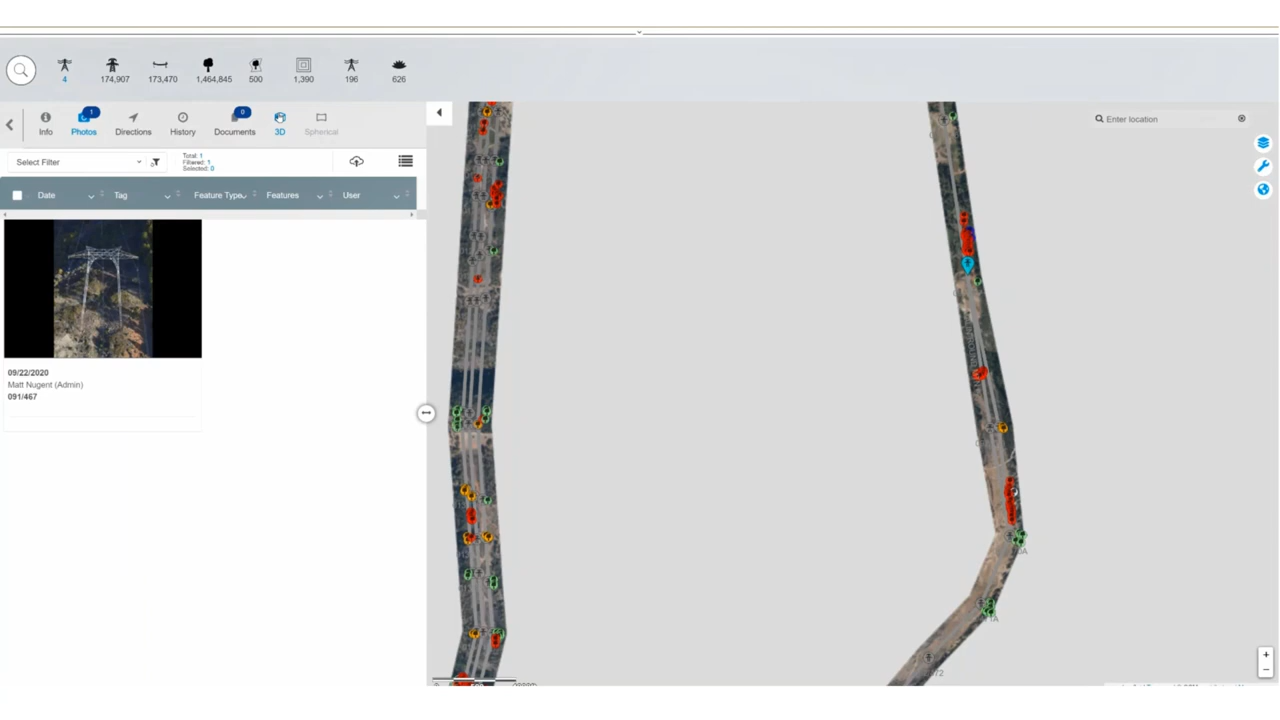 4 174,907 173,470 1,464,845 500 1,390 196 626
1 0
Info Photos Directions History Documents 3D Spherical
Enter location
Select Filter
Total: 1
Filtered: 1
Selected: 0
Date Tag Feature Type Features User
09/22/2020
Matt Nugent (Admin)
091/467
+
−